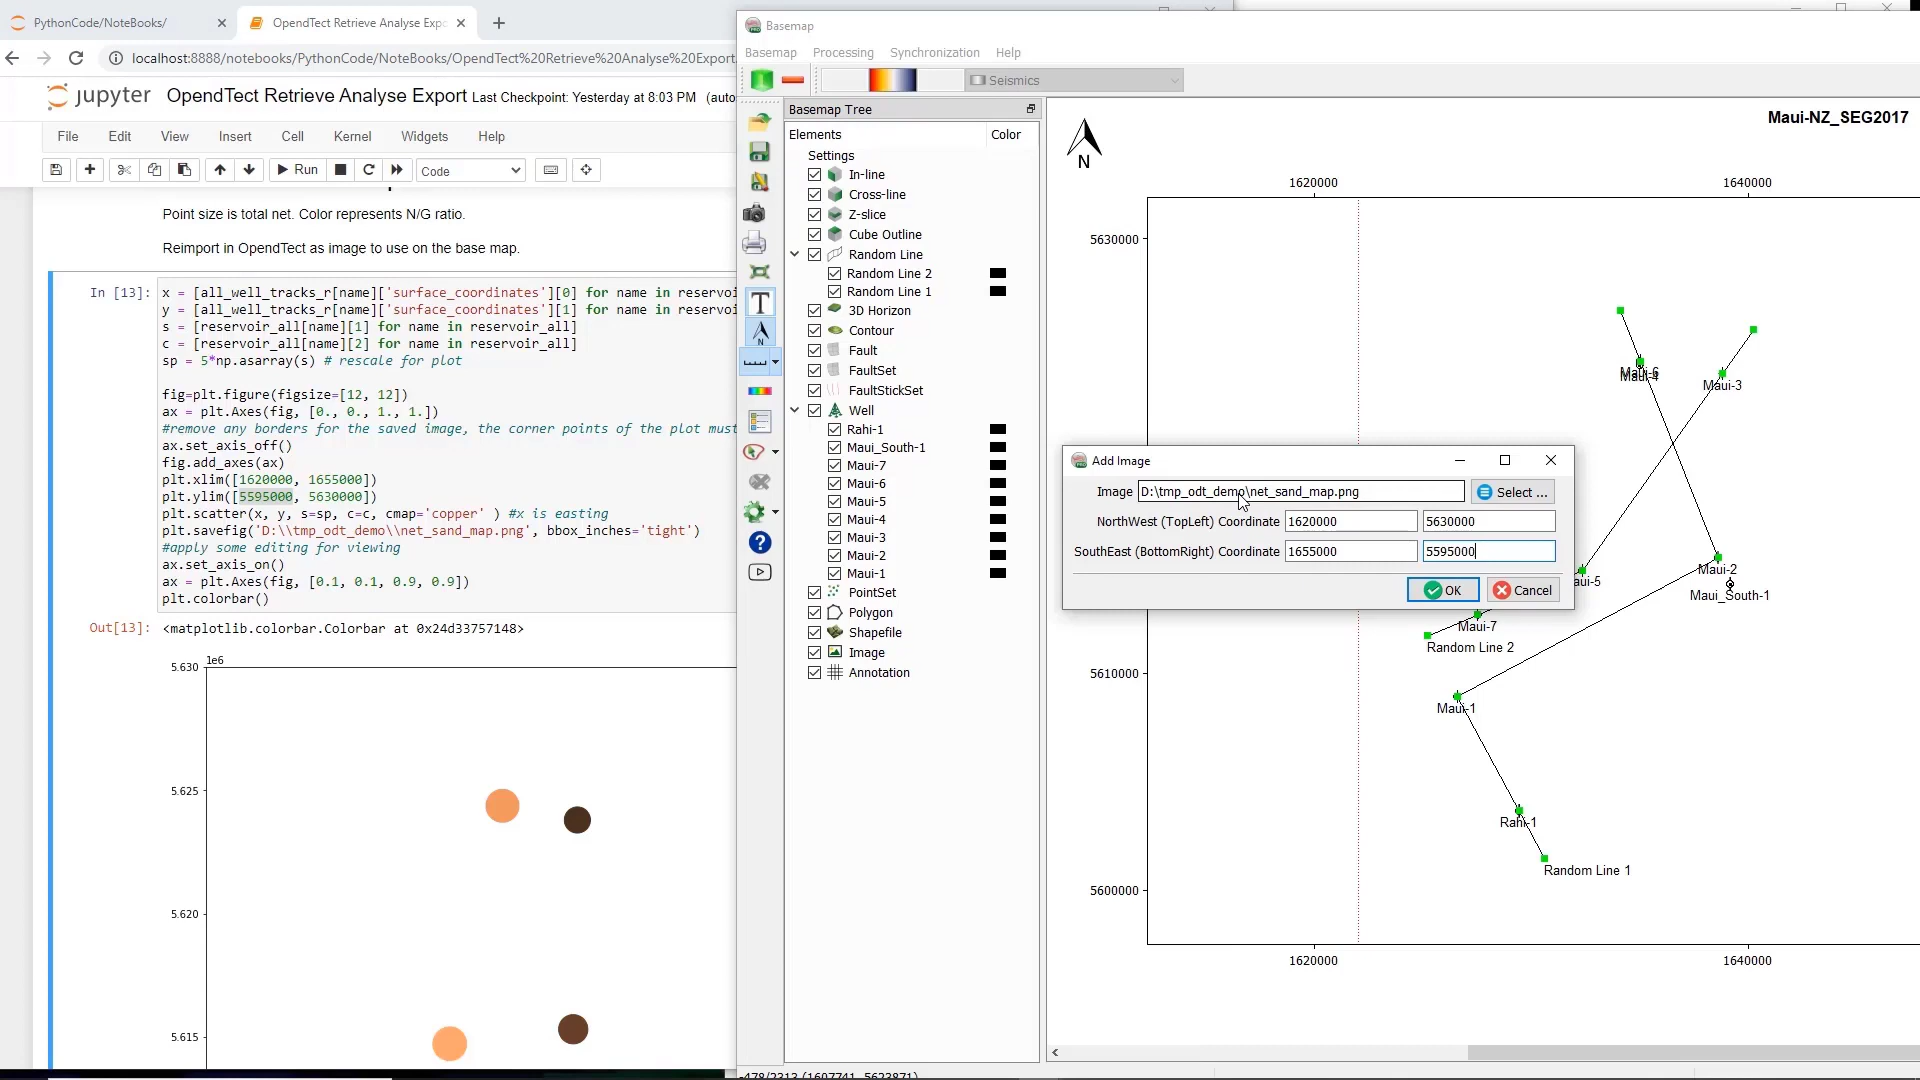 PythonCode/NoteBooks/
OpendTect Retrieve Analyse Expo
localhost:8888/notebooks/PythonCode/NoteBooks/OpendTect%20Retrieve%20Analyse%20Export.
jupyter OpendTect Retrieve Analyse Export Last Checkpoint: Yesterday at 8:03 PM (auto
File Edit View Insert Cell Kernel Widgets Help
Run Code
Point size is total net. Color represents N/G ratio.
Reimport in OpendTect as image to use on the base map.
In [13]:
x = [all_well_tracks_r[name]['surface_coordinates'][0] for name in reservoi
y = [all_well_tracks_r[name]['surface_coordinates'][1] for name in reservoi
s = [reservoir_all[name][1] for name in reservoir_all]
c = [reservoir_all[name][2] for name in reservoir_all]
sp = 5*np.asarray(s) # rescale for plot
fig=plt.figure(figsize=[12, 12])
ax = plt.Axes(fig, [0., 0., 1., 1.])
#remove any borders for the saved image, the corner points of the plot must
ax.set_axis_off()
fig.add_axes(ax)
plt.xlim([1620000, 1655000])
plt.ylim([5595000, 5630000])
plt.scatter(x, y, s=sp, c=c, cmap='copper' ) #x is easting
plt.savefig('D:\\tmp_odt_demo\\net_sand_map.png', bbox_inches='tight')
#apply some editing for viewing
ax.set_axis_on()
ax = plt.Axes(fig, [0.1, 0.1, 0.9, 0.9])
plt.colorbar()
Out[13]: <matplotlib.colorbar.Colorbar at 0x24d33757148>
1e6
5.630
5.625
5.620
5.615
Basemap
Basemap Processing Synchronization Help
Seismics
Basemap Tree
Elements Color
Settings
In-line
Cross-line
Z-slice
Cube Outline
Random Line
Random Line 2
Random Line 1
3D Horizon
Contour
Fault
FaultSet
FaultStickSet
Well
Rahi-1
Maui_South-1
Maui-7
Maui-6
Maui-5
Maui-4
Maui-3
Maui-2
Maui-1
PointSet
Polygon
Shapefile
Image
Annotation
Maui-NZ_SEG2017
N
1620000 1640000
5630000
Maui-3
Add Image
Image D:\tmp_odt_demo\net_sand_map.png Select ...
NorthWest (TopLeft) Coordinate 1620000 5630000
SouthEast (BottomRight) Coordinate 1655000 5595000
OK Cancel
aui-5
Maui-2
Maui_South-1
Maui-7
Random Line 2
5610000
Maui-1
Rahi-1
Random Line 1
5600000
1620000 1640000